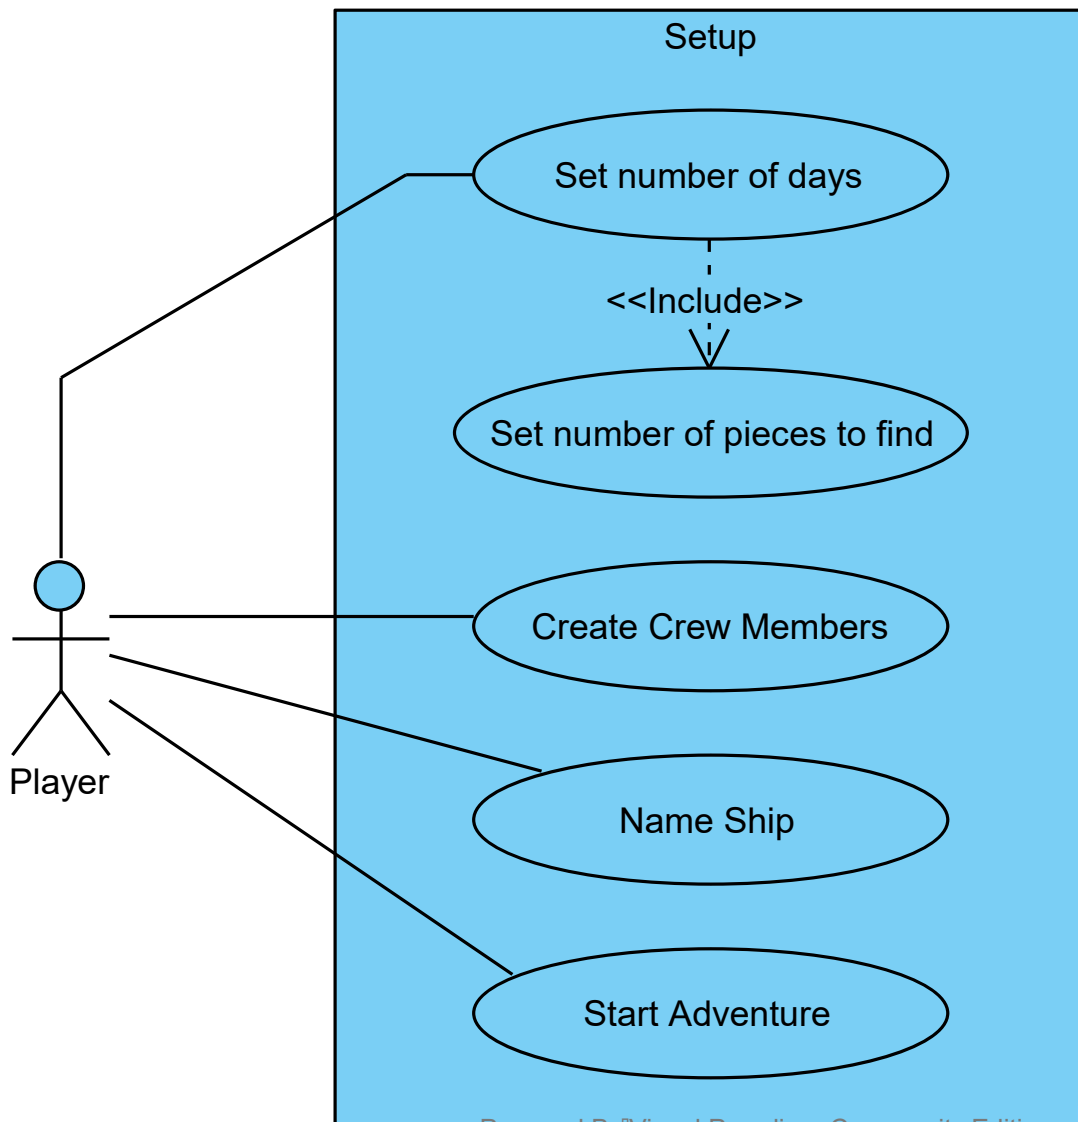 Setup
Set number of days
<<Include>>
Set number of pieces to find
Create Crew Members
Name Ship
Player
Start Adventure